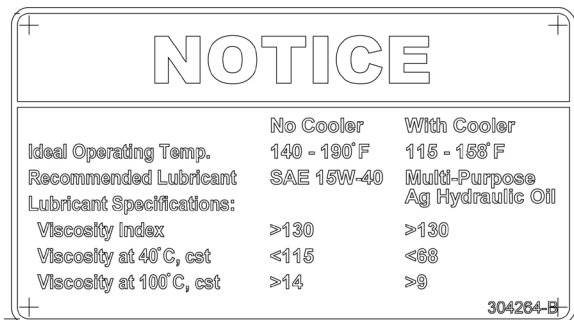 NOTICE
No Cooler With Cooler
Ideal Operating Temp. 140 - 190°F 115 - 158°F
Recommended Lubricant SAE 15W-40 Multi-Purpose
Ag Hydraulic Oil
Lubricant Specifications:
Viscosity Index >130 >130
Viscosity at 40°C, cst <115 <68
Viscosity at 100°C, cst >14 >9
304264-B